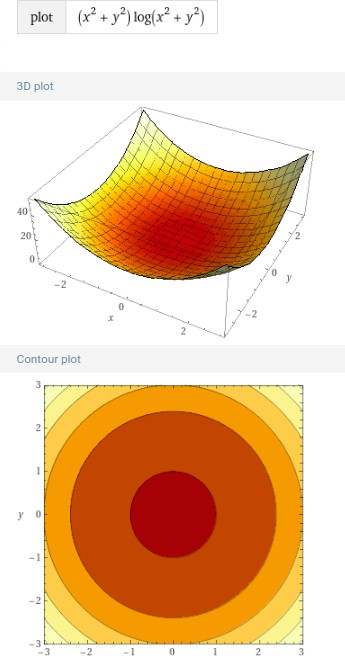 plot (x² + y²) log(x² + y²)
3D plot
40
20
0
−2
0
2
x
−2
0
2
y
Contour plot
3
2
1
y 0
−1
−2
−3
−3 −2 −1 0 1 2 3